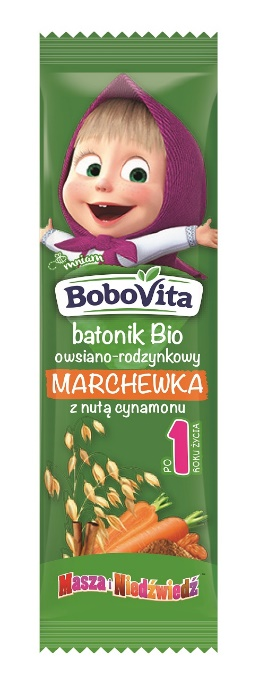 mniam
BoboVita
batonik Bio
owsiano-rodzynkowy
MARCHEWKA
z nutą cynamonu
PO 1 ROKU ŻYCIA
Masza i Niedźwiedź